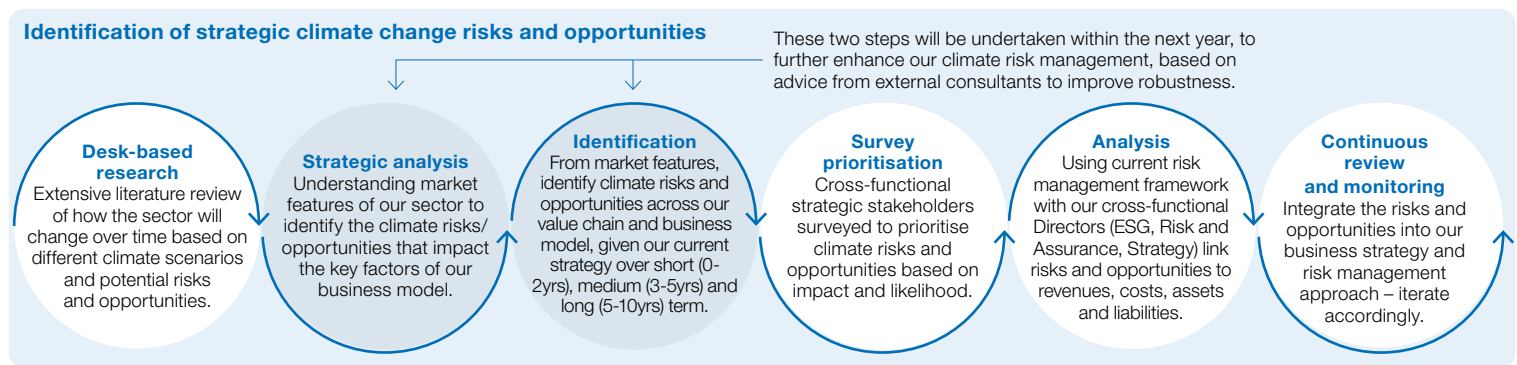 Identification of strategic climate change risks and opportunities
These two steps will be undertaken within the next year, to
further enhance our climate risk management, based on
advice from external consultants to improve robustness.
Desk-based
research
Extensive literature review
of how the sector will
change over time based on
different climate scenarios
and potential risks
and opportunities.
Strategic analysis
Understanding market
features of our sector to
identify the climate risks/
opportunities that impact
the key factors of our
business model.
Identification
From market features,
identify climate risks and
opportunities across our
value chain and business
model, given our current
strategy over short (0-
2yrs), medium (3-5yrs) and
long (5-10yrs) term.
Survey
prioritisation
Cross-functional
strategic stakeholders
surveyed to prioritise
climate risks and
opportunities based on
impact and likelihood.
Analysis
Using current risk
management framework
with our cross-functional
Directors (ESG, Risk and
Assurance, Strategy) link
risks and opportunities to
revenues, costs, assets
and liabilities.
Continuous
review
and monitoring
Integrate the risks and
opportunities into our
business strategy and
risk management
approach – iterate
accordingly.